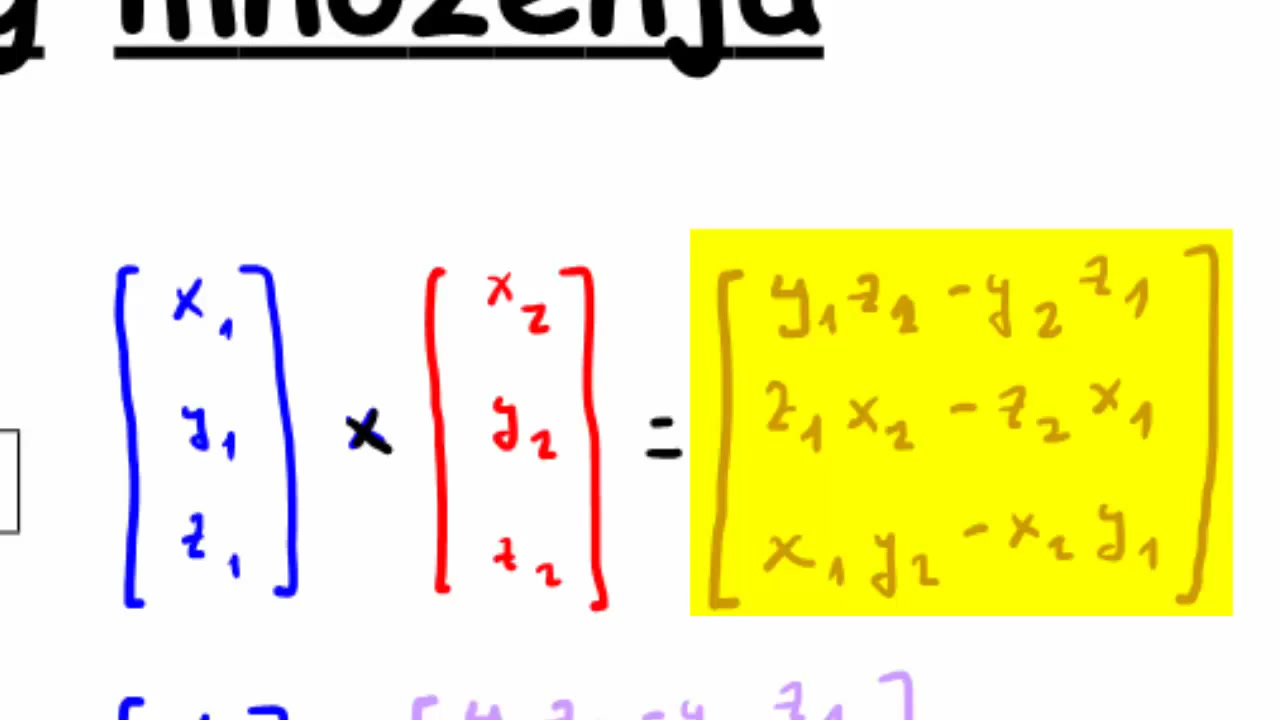 množenja
[x₁ y₁ z₁] × [x₂ y₂ z₂] = [y₁z₂ - y₂z₁
z₁x₂ - z₂x₁
x₁y₂ - x₂y₁]